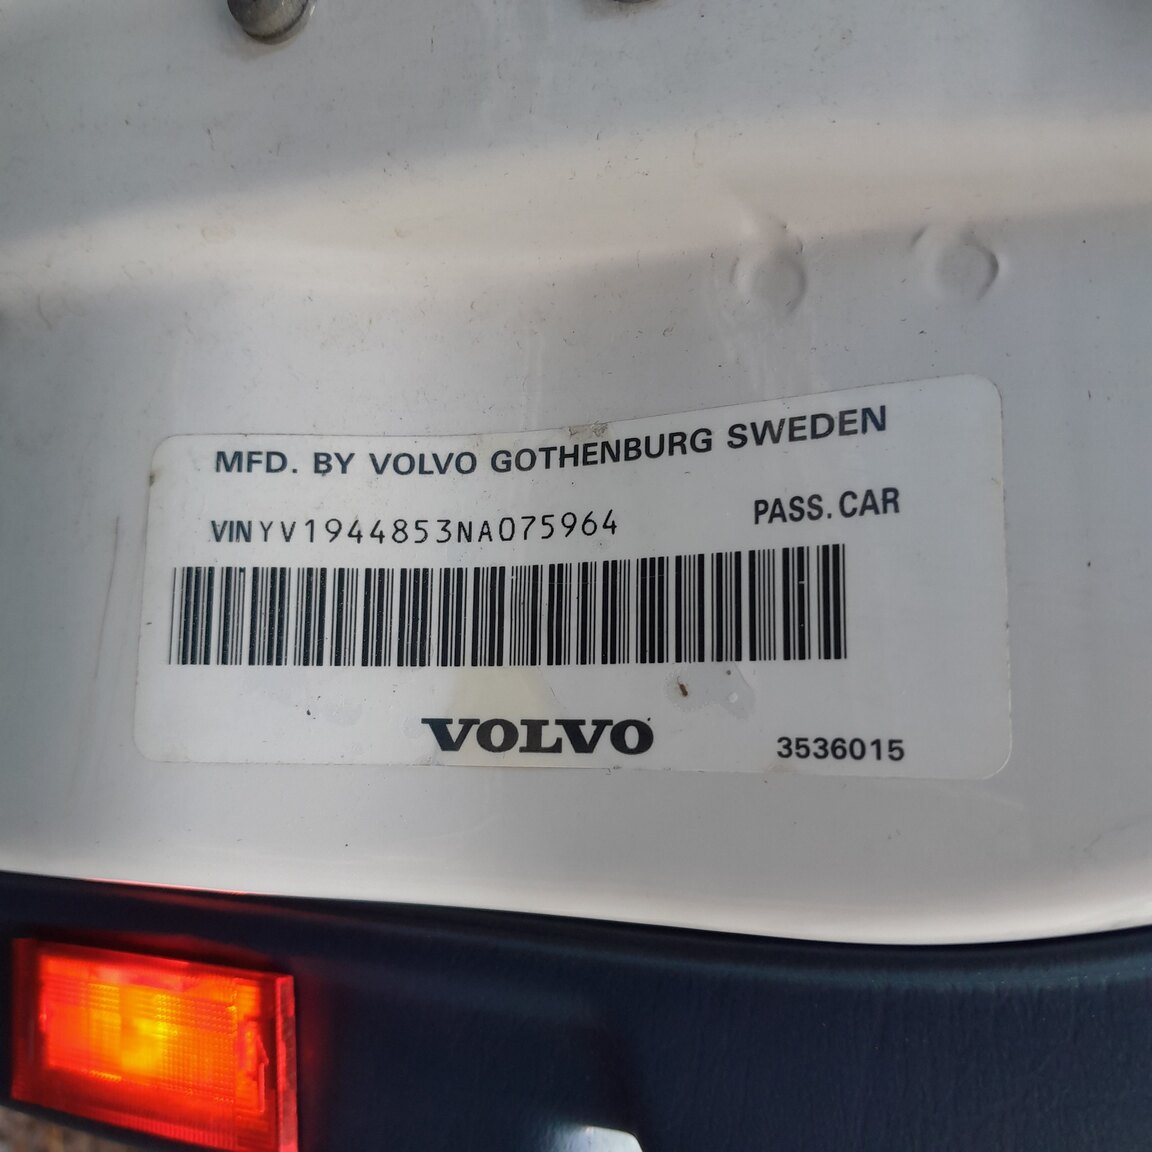 MFD. BY VOLVO GOTHENBURG SWEDEN
VIN YV1944853NA075964
PASS. CAR
VOLVO
3536015